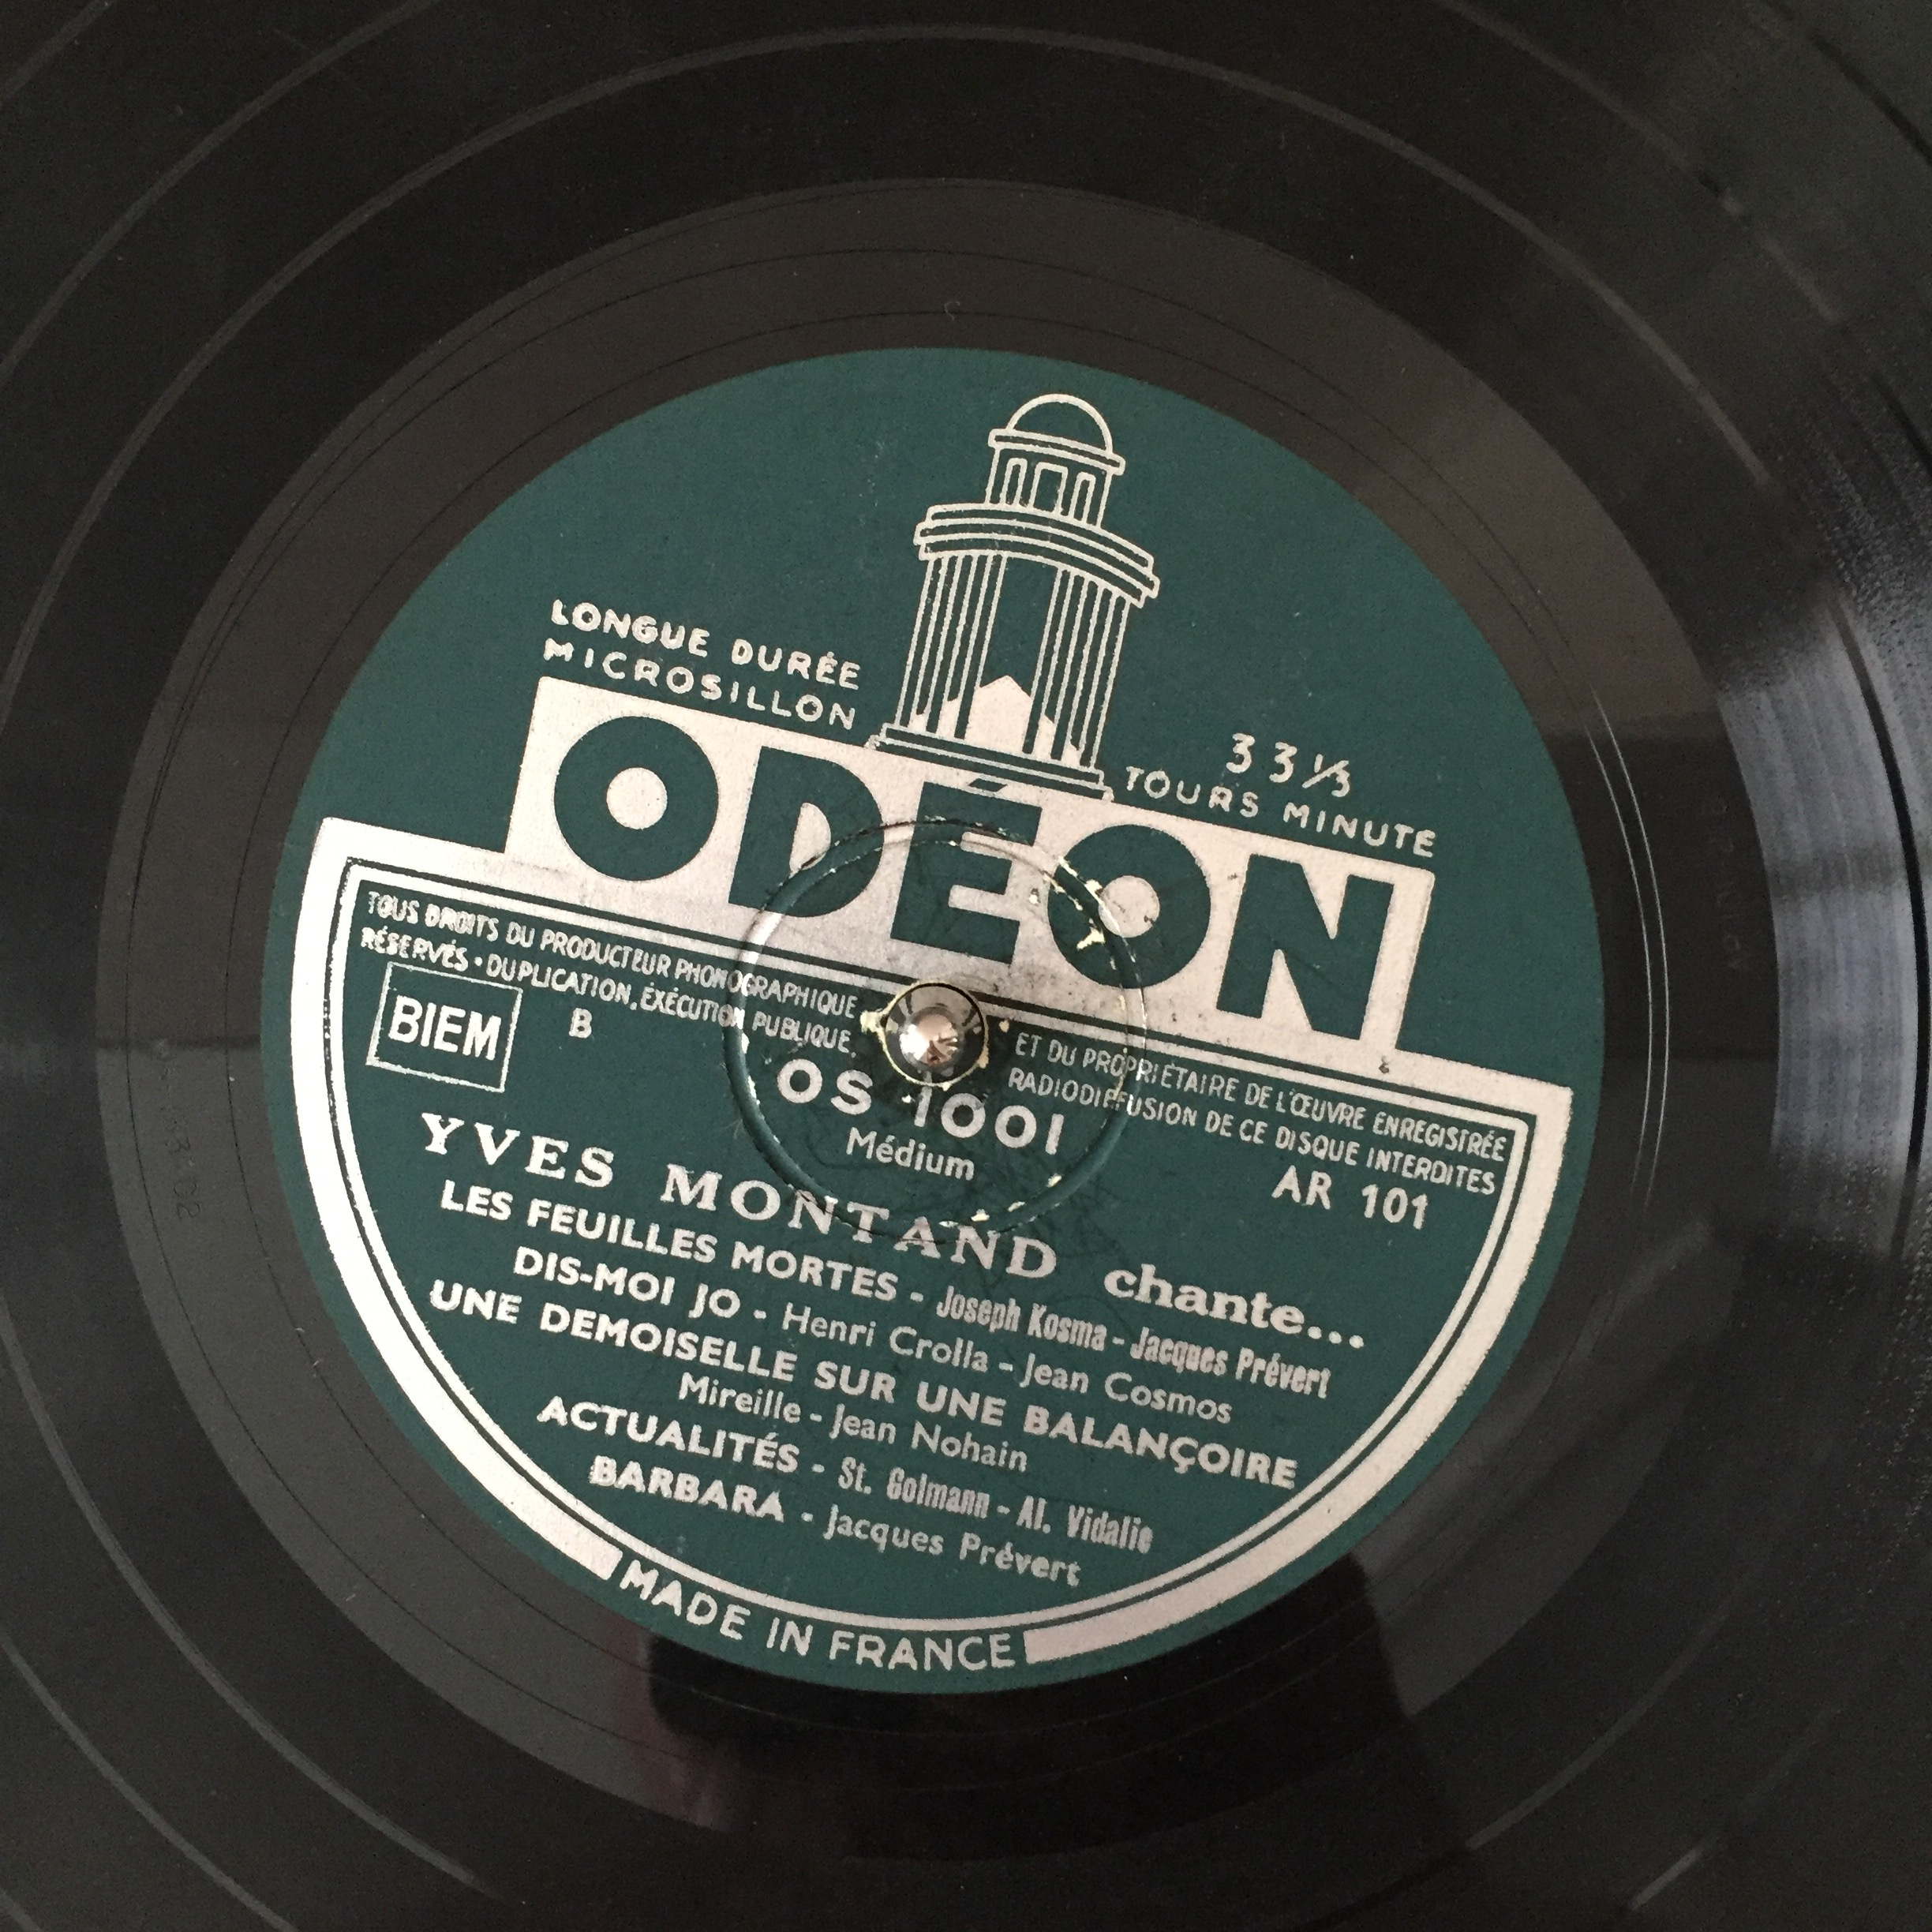 LONGUE DURÉE
MICROSILLON
33⅓
TOURS MINUTE
ODÉON
TOUS DROITS DU PRODUCTEUR PHONOGRAPHIQUE ET DU PROPRIÉTAIRE DE L'ŒUVRE ENREGISTRÉE
RÉSERVÉS • DUPLICATION, ÉXÉCUTION PUBLIQUE, RADIODIFFUSION DE CE DISQUE INTERDITES
BIEM
B
OS 1001
Médium
AR 101
YVES MONTAND chante...
LES FEUILLES MORTES - Joseph Kosma - Jacques Prévert
DIS-MOI JO - Henri Crolla - Jean Cosmos
UNE DEMOISELLE SUR UNE BALANÇOIRE
Mireille - Jean Nohain
ACTUALITÉS - St. Golmann - Al. Vidalie
BARBARA - Jacques Prévert
MADE IN FRANCE